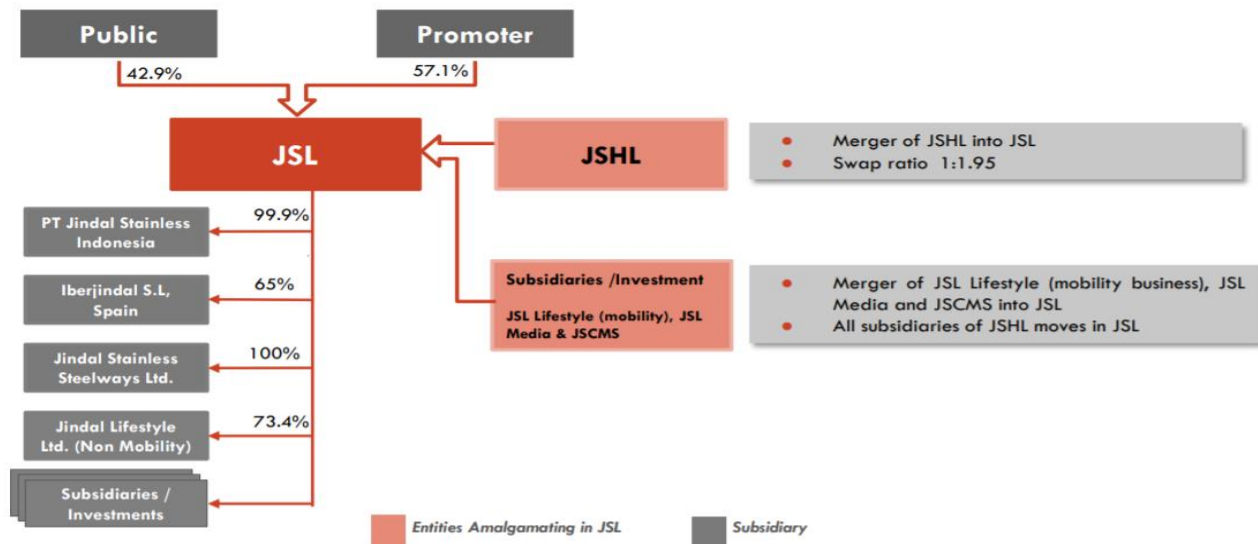 Public
Promoter
42.9%
57.1%
JSL
JSHL
• Merger of JSHL into JSL
• Swap ratio 1:1.95
99.9%
PT Jindal Stainless
Indonesia
65%
Iberjindal S.L,
Spain
Subsidiaries /Investment
JSL Lifestyle (mobility), JSL
Media & JSCMS
• Merger of JSL Lifestyle (mobility business), JSL
Media and JSCMS into JSL
• All subsidiaries of JSHL moves in JSL
100%
Jindal Stainless
Steelways Ltd.
73.4%
Jindal Lifestyle
Ltd. (Non Mobility)
Subsidiaries /
Investments
Entities Amalgamating in JSL
Subsidiary